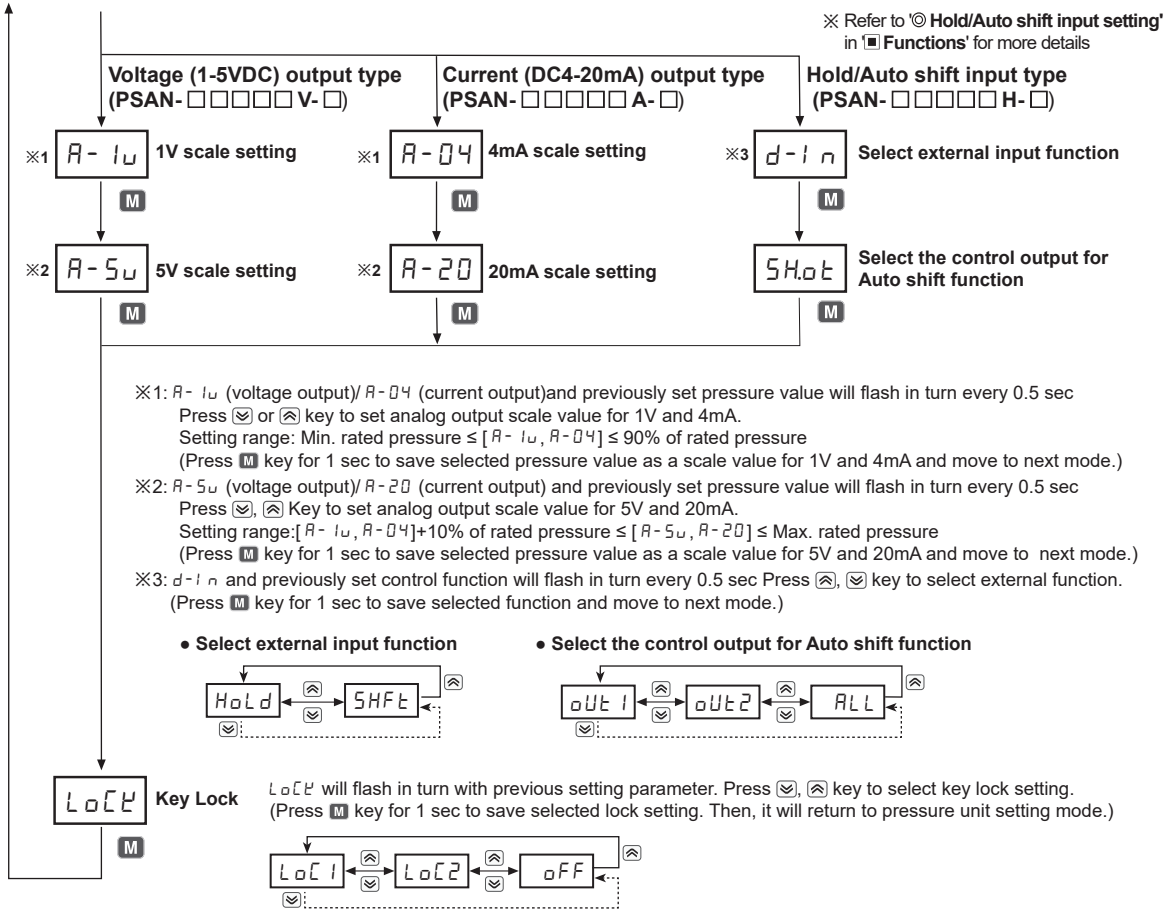 ※ Refer to '◎ Hold/Auto shift input setting'
in '▣ Functions' for more details
Voltage (1-5VDC) output type
(PSAN- □□□□□ V- □)
Current (DC4-20mA) output type
(PSAN- □□□□□ A- □)
Hold/Auto shift input type
(PSAN- □□□□□ H- □)
※1 A-1v 1V scale setting
※1 A-04 4mA scale setting
※3 d-In Select external input function
M
M
M
※2 A-5v 5V scale setting
※2 A-20 20mA scale setting
SH.ot Select the control output for
Auto shift function
M
M
M
※1: A-1v (voltage output)/ A-04 (current output)and previously set pressure value will flash in turn every 0.5 sec
Press or key to set analog output scale value for 1V and 4mA.
Setting range: Min. rated pressure ≤ [A-1v, A-04] ≤ 90% of rated pressure
(Press M key for 1 sec to save selected pressure value as a scale value for 1V and 4mA and move to next mode.)
※2: A-5v (voltage output)/ A-20 (current output) and previously set pressure value will flash in turn every 0.5 sec
Press , Key to set analog output scale value for 5V and 20mA.
Setting range:[A-1v, A-04]+10% of rated pressure ≤ [A-5v, A-20] ≤ Max. rated pressure
(Press M key for 1 sec to save selected pressure value as a scale value for 5V and 20mA and move to next mode.)
※3: d-In and previously set control function will flash in turn every 0.5 sec Press , key to select external function.
(Press M key for 1 sec to save selected function and move to next mode.)
● Select external input function
● Select the control output for Auto shift function
HoLd SHFt
oUt1 oUt2 ALL
LoCK Key Lock
LoCK will flash in turn with previous setting parameter. Press , key to select key lock setting.
(Press M key for 1 sec to save selected lock setting. Then, it will return to pressure unit setting mode.)
M
LoC1 LoC2 oFF